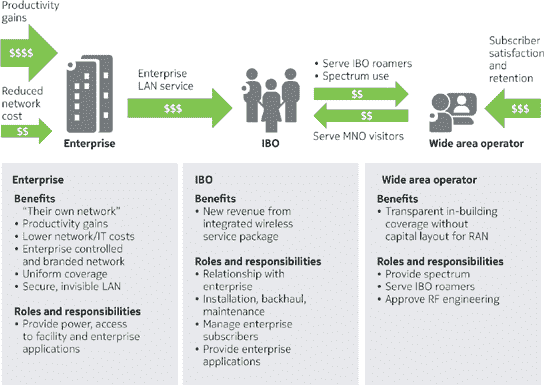 Productivity
gains
$$$$
Reduced
network
cost
$$
Enterprise
Enterprise
LAN service
$$$
IBO
• Serve IBO roamers
• Spectrum use
$$
$$
Serve MNO visitors
Wide area operator
Subscriber
satisfaction
and
retention
$$$
Enterprise
Benefits
"Their own network"
• Productivity gains
• Lower network/IT costs
• Enterprise controlled
and branded network
• Uniform coverage
• Secure, invisible LAN
Roles and responsibilities
• Provide power, access
to facility and enterprise
applications
IBO
Benefits
• New revenue from
integrated wireless
service package
Roles and responsibilities
• Relationship with
enterprise
• Installation, backhaul,
maintenance
• Manage enterprise
subscribers
• Provide enterprise
applications
Wide area operator
Benefits
• Transparent in-building
coverage without
capital layout for RAN
Roles and responsibilities
• Provide spectrum
• Serve IBO roamers
• Approve RF engineering